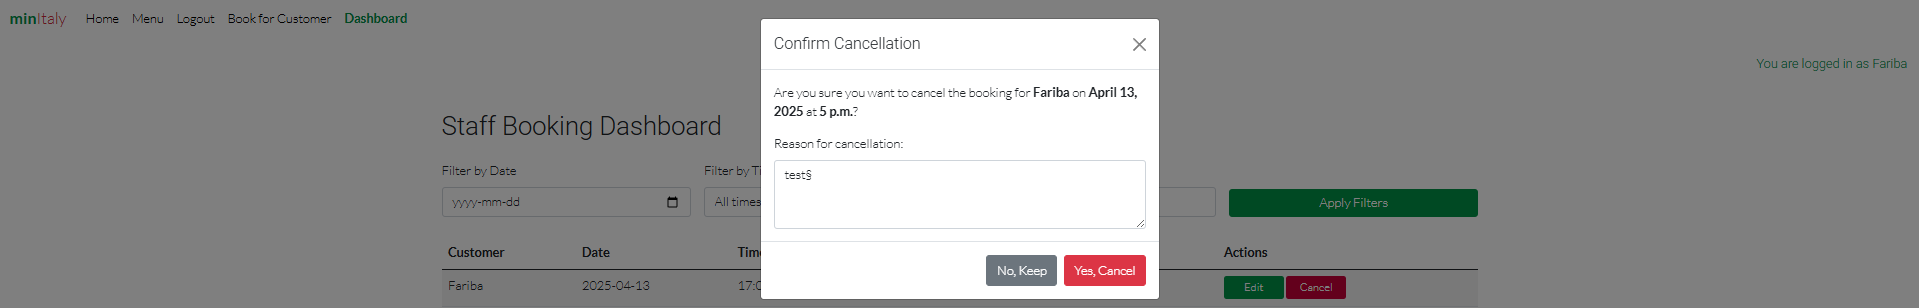 minItaly Home Menu Logout Book for Customer Dashboard
Confirm Cancellation
You are logged in as Fariba
Are you sure you want to cancel the booking for Fariba on April 13,
2025 at 5 p.m.?
Staff Booking Dashboard
Reason for cancellation:
Filter by Date Filter by Ti
test§
yyyy-mm-dd All times Apply Filters
Customer Date Time Actions
No, Keep Yes, Cancel
Fariba 2025-04-13 17:0 Edit Cancel